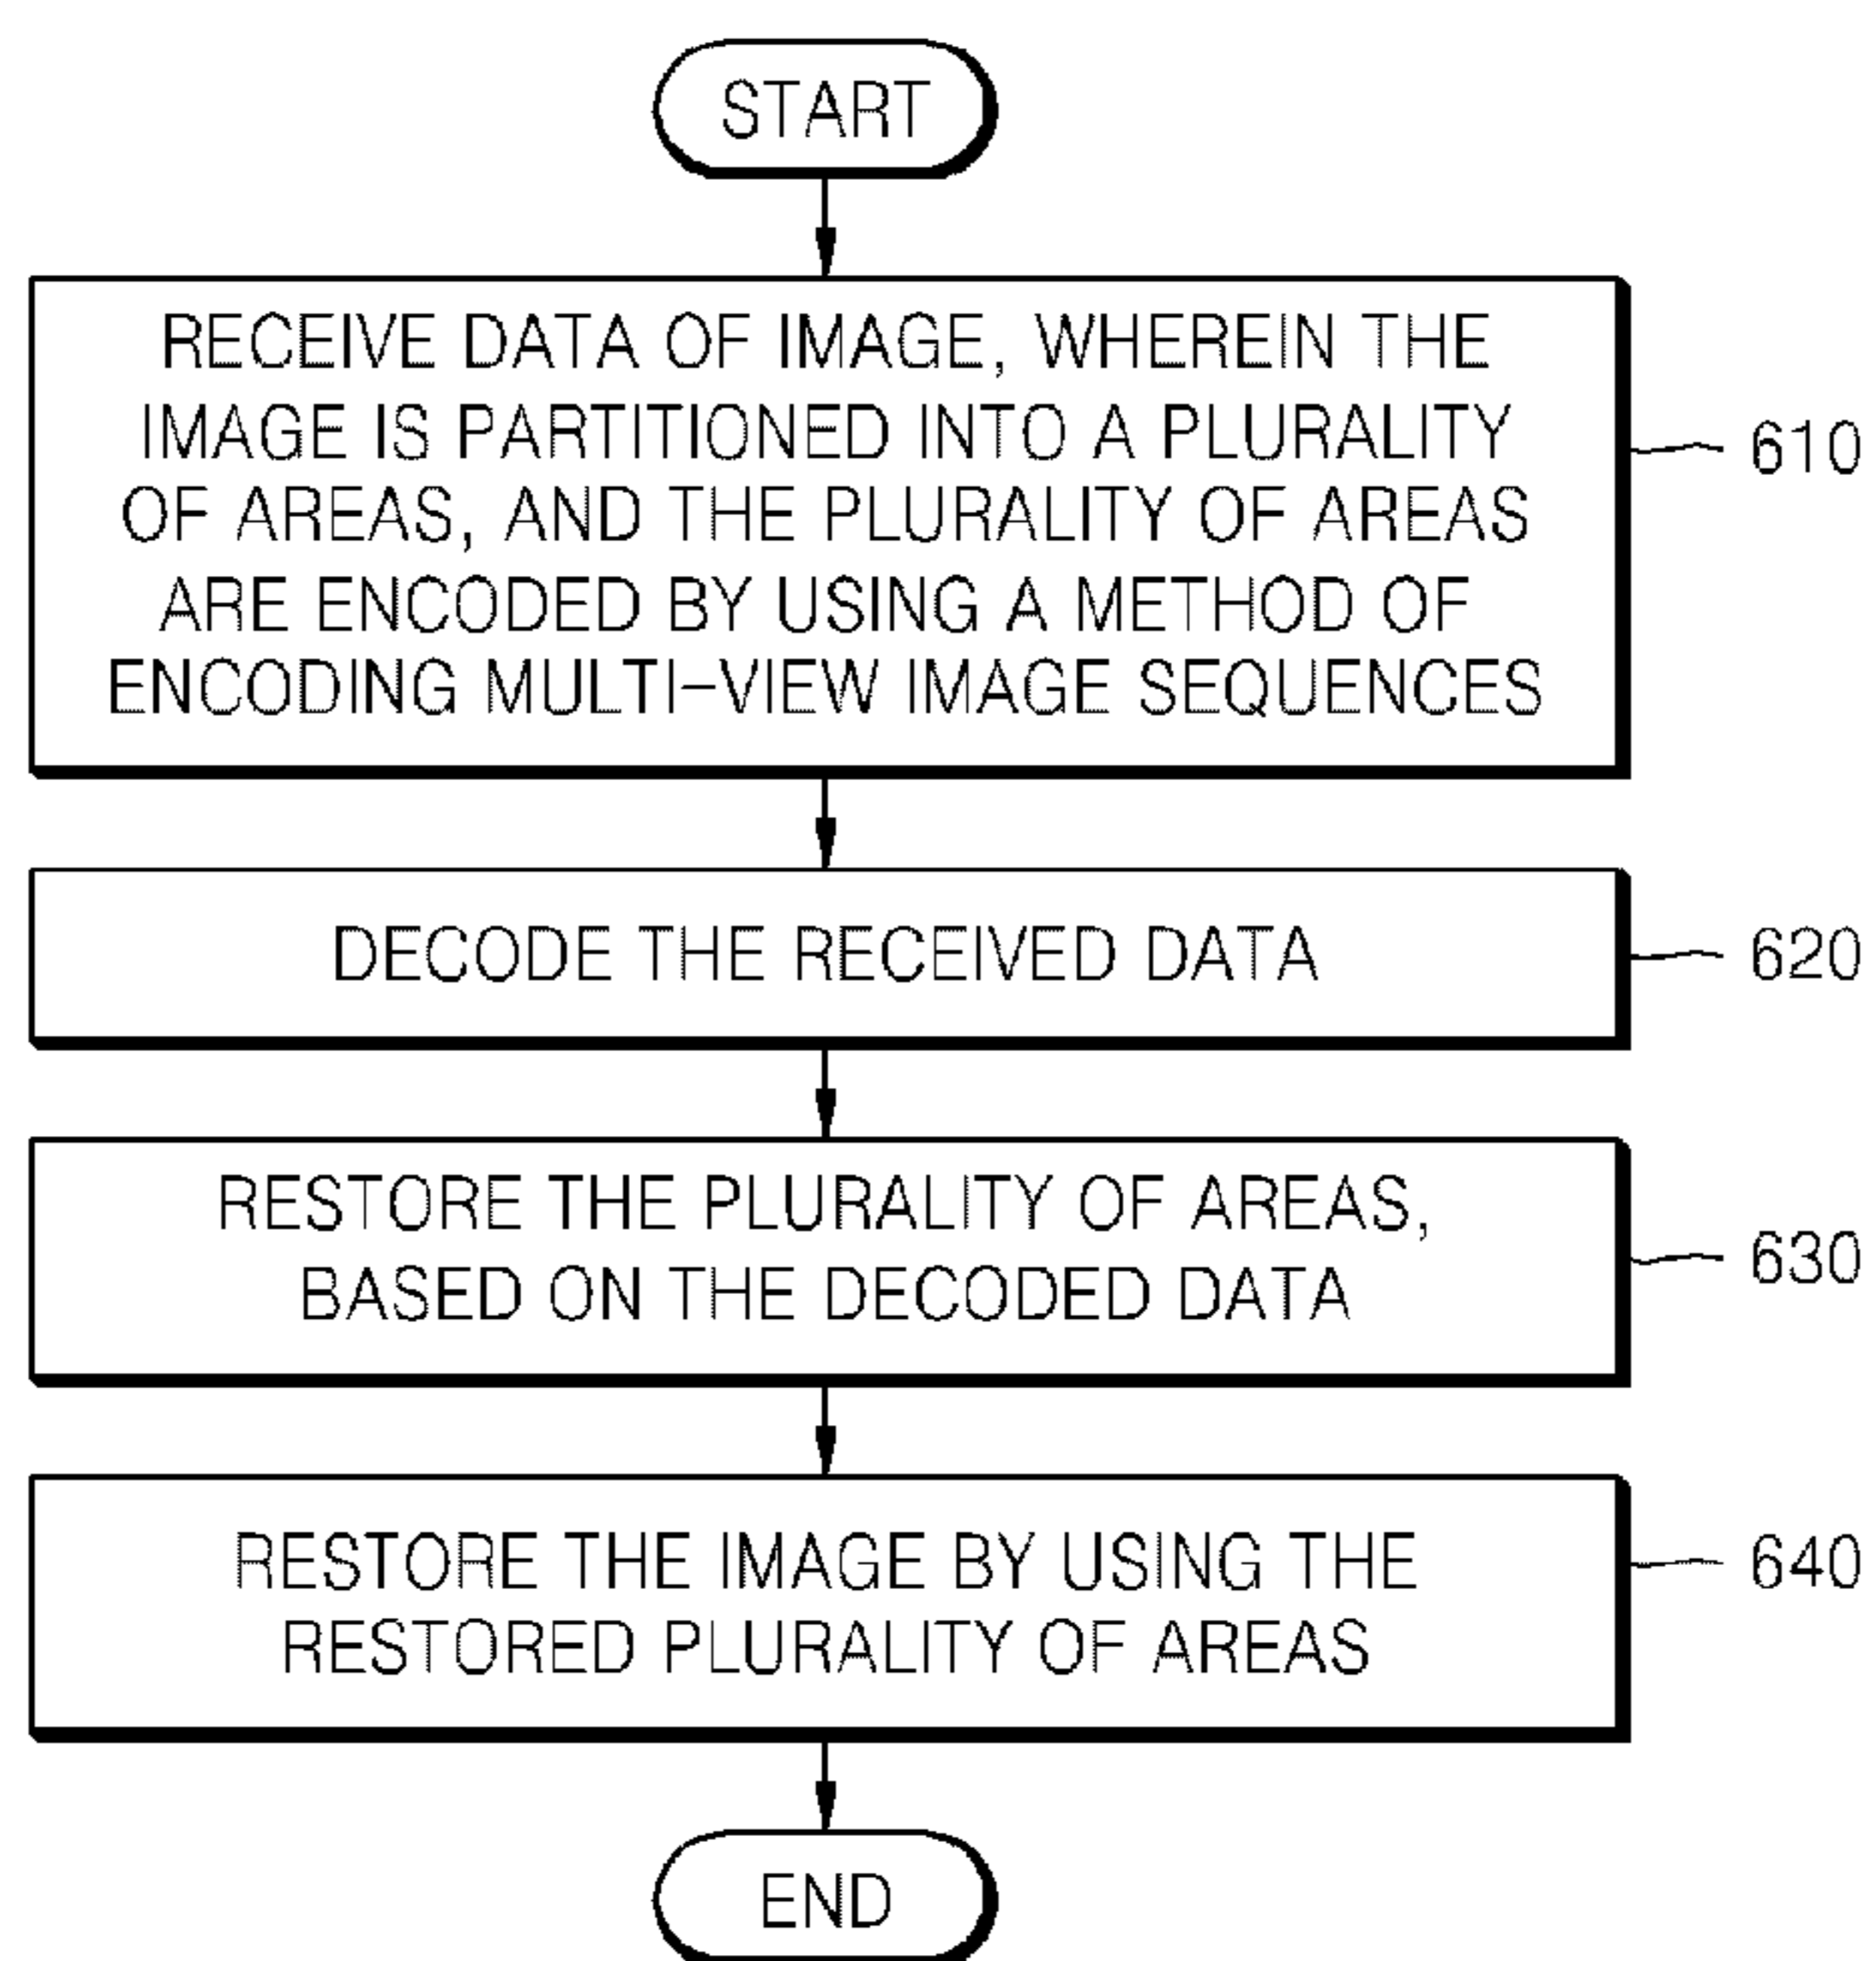 START
RECEIVE DATA OF IMAGE, WHEREIN THE
IMAGE IS PARTITIONED INTO A PLURALITY
OF AREAS, AND THE PLURALITY OF AREAS
ARE ENCODED BY USING A METHOD OF
ENCODING MULTI-VIEW IMAGE SEQUENCES
610
DECODE THE RECEIVED DATA
620
RESTORE THE PLURALITY OF AREAS,
BASED ON THE DECODED DATA
630
RESTORE THE IMAGE BY USING THE
RESTORED PLURALITY OF AREAS
640
END